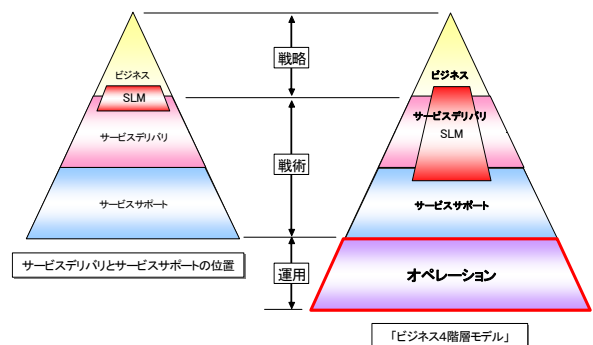 ビジネス
SLM
サービスデリバリ
サービスサポート
サービスデリバリとサービスサポートの位置
戦略
戦術
運用
ビジネス
サービスデリバリ
SLM
サービスサポート
オペレーション
「ビジネス4階層モデル」